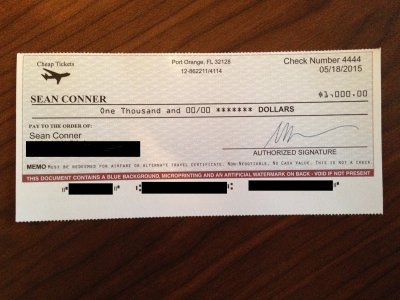 Cheap Tickets
Port Orange, FL 32128
12-862211/4114
Check Number 4444
05/18/2015
SEAN CONNER
$1,000.00
One Thousand and 00/00 ******* DOLLARS
PAY TO THE ORDER OF:
Sean Conner
AUTHORIZED SIGNATURE
MEMO MUST BE REDEEMED FOR AIRFARE OR ALTERNATE TRAVEL CERTIFICATE. NON-NEGOTIABLE. NO CASH VALUE. THIS IS NOT A CHECK
THIS DOCUMENT CONTAINS A BLUE BACKGROUND, MICROPRINTING AND AN ARTIFICIAL WATERMARK ON BACK - VOID IF NOT PRESENT